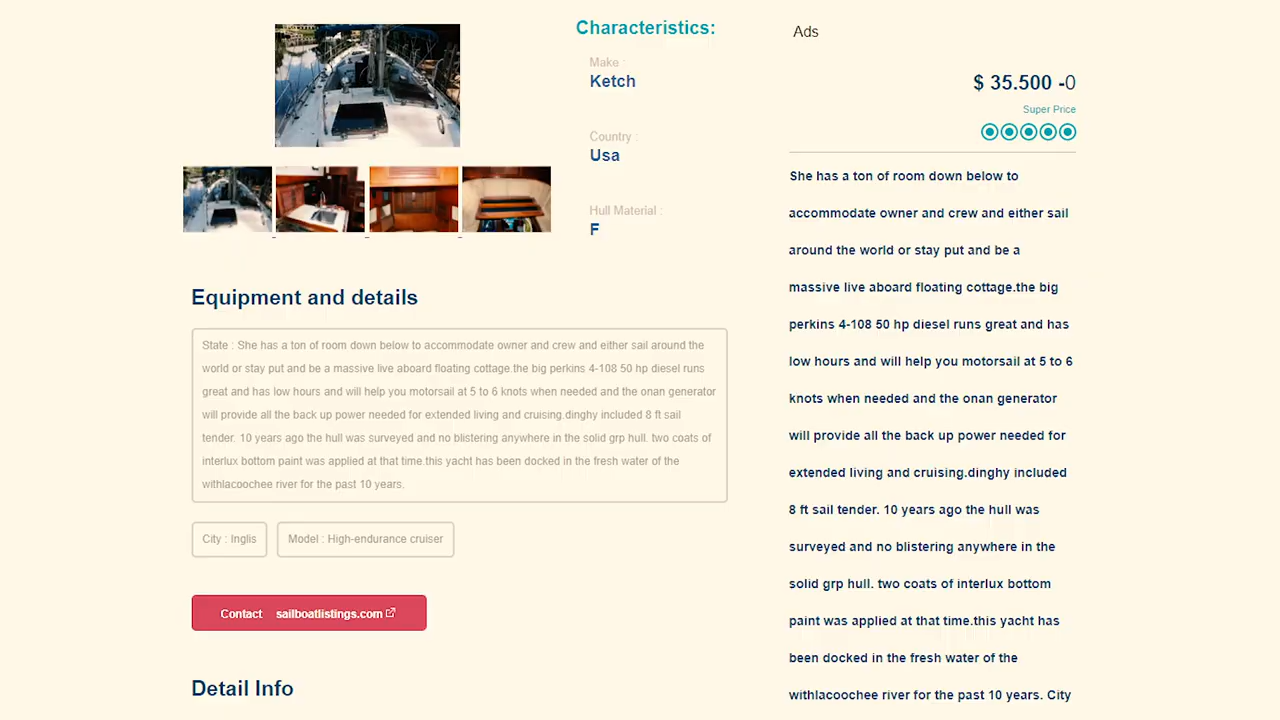 Characteristics:
Make :
Ketch
Country :
Usa
Hull Material :
F
Equipment and details
State : She has a ton of room down below to accommodate owner and crew and either sail around the
world or stay put and be a massive live aboard floating cottage.the big perkins 4-108 50 hp diesel runs
great and has low hours and will help you motorsail at 5 to 6 knots when needed and the onan generator
will provide all the back up power needed for extended living and cruising.dinghy included 8 ft sail
tender. 10 years ago the hull was surveyed and no blistering anywhere in the solid grp hull. two coats of
interlux bottom paint was applied at that time.this yacht has been docked in the fresh water of the
withlacoochee river for the past 10 years.
City : Inglis
Model : High-endurance cruiser
Contact sailboatlistings.com
Detail Info
Ads
$ 35.500 -0
Super Price
She has a ton of room down below to
accommodate owner and crew and either sail
around the world or stay put and be a
massive live aboard floating cottage.the big
perkins 4-108 50 hp diesel runs great and has
low hours and will help you motorsail at 5 to 6
knots when needed and the onan generator
will provide all the back up power needed for
extended living and cruising.dinghy included
8 ft sail tender. 10 years ago the hull was
surveyed and no blistering anywhere in the
solid grp hull. two coats of interlux bottom
paint was applied at that time.this yacht has
been docked in the fresh water of the
withlacoochee river for the past 10 years. City